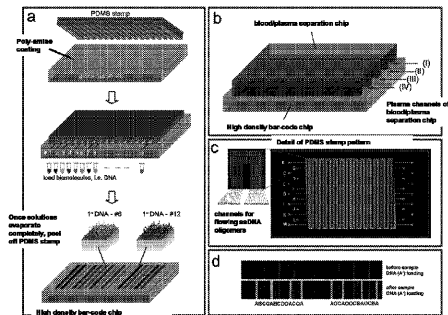 a
PDMS stamp
Poly-amine
coating
load biomolecules, i.e. DNA
Once solutions
evaporate
completely, peel
off PDMS stamp
1° DNA - #6
1° DNA - #12
High density bar-code chip
b
blood/plasma separation chip
(I)
(II)
(III)
(IV)
Plasma channels of
blood/plasma
separation chip
High density bar-code chip
c
Detail of PDMS stamp pattern
channels for
flowing ssDNA
oligomers
d
before sample
DNA (A') loading
after sample
DNA (A') loading